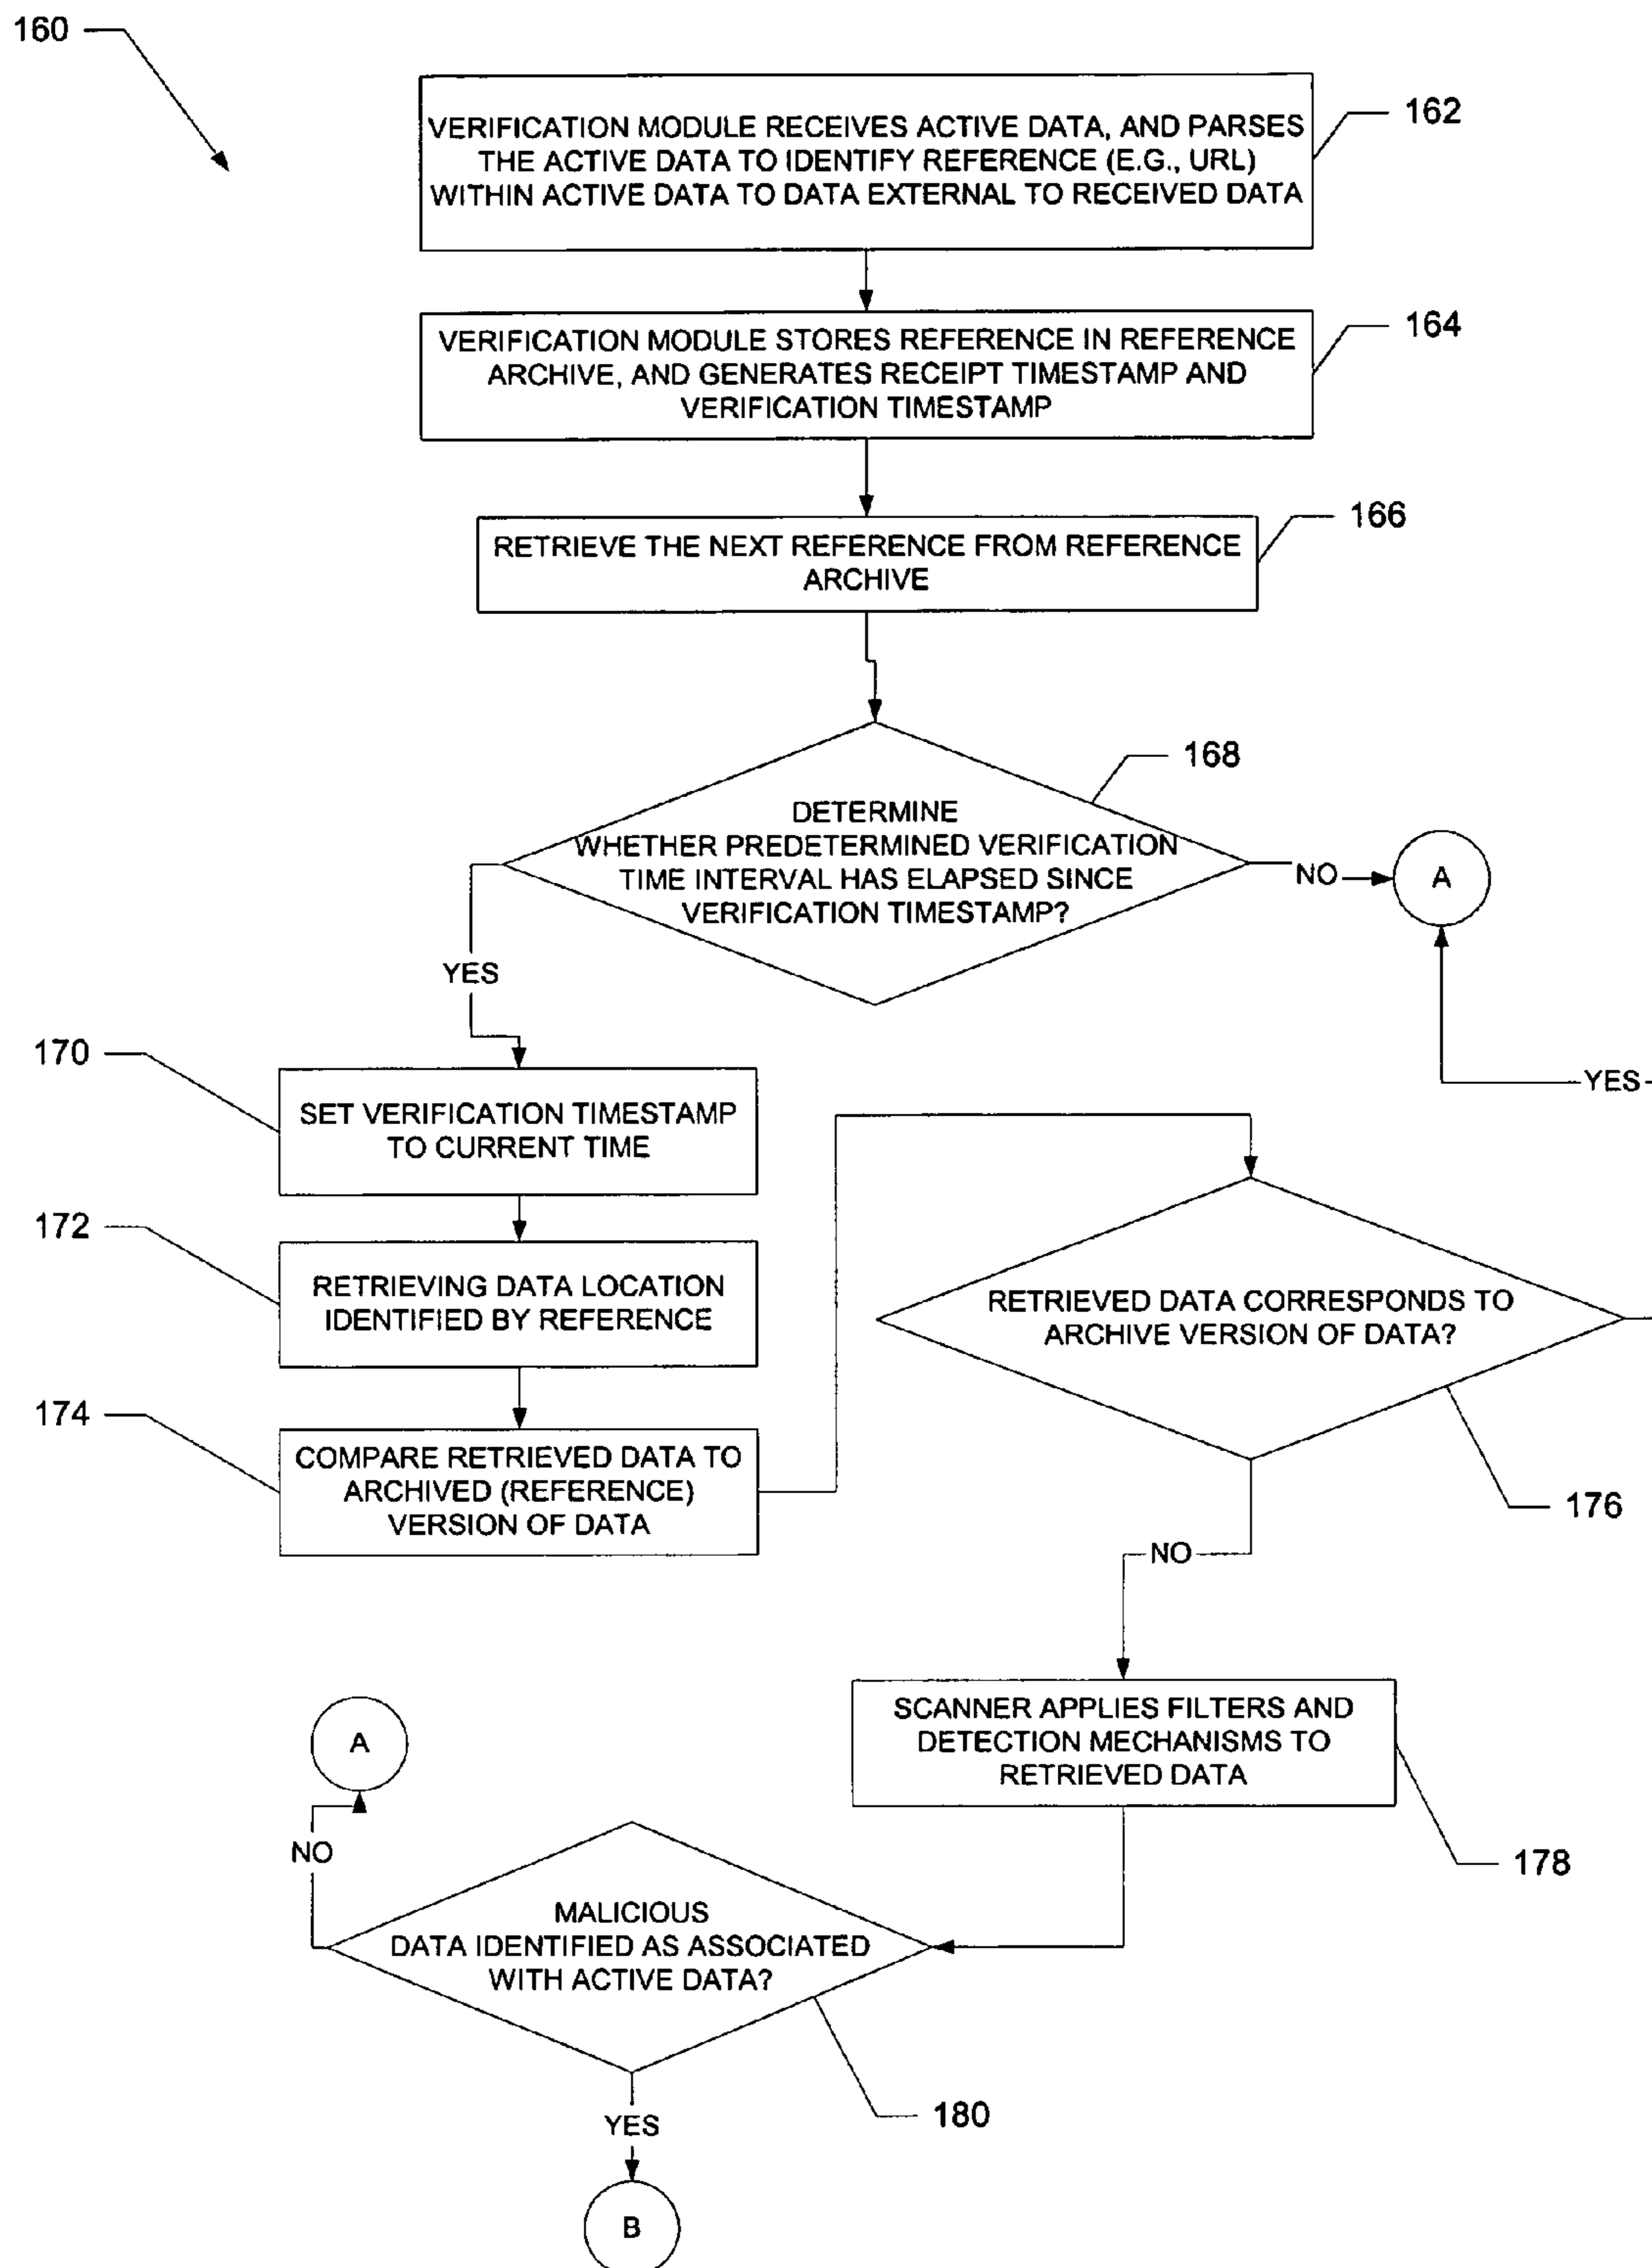 160
VERIFICATION MODULE RECEIVES ACTIVE DATA, AND PARSES
THE ACTIVE DATA TO IDENTIFY REFERENCE (E.G., URL)
WITHIN ACTIVE DATA TO DATA EXTERNAL TO RECEIVED DATA
162
VERIFICATION MODULE STORES REFERENCE IN REFERENCE
ARCHIVE, AND GENERATES RECEIPT TIMESTAMP AND
VERIFICATION TIMESTAMP
164
RETRIEVE THE NEXT REFERENCE FROM REFERENCE
ARCHIVE
166
DETERMINE
WHETHER PREDETERMINED VERIFICATION
TIME INTERVAL HAS ELAPSED SINCE
VERIFICATION TIMESTAMP?
168
NO
A
YES
YES
170
SET VERIFICATION TIMESTAMP
TO CURRENT TIME
172
RETRIEVING DATA LOCATION
IDENTIFIED BY REFERENCE
174
COMPARE RETRIEVED DATA TO
ARCHIVED (REFERENCE)
VERSION OF DATA
RETRIEVED DATA CORRESPONDS TO
ARCHIVE VERSION OF DATA?
176
NO
SCANNER APPLIES FILTERS AND
DETECTION MECHANISMS TO
RETRIEVED DATA
178
A
NO
MALICIOUS
DATA IDENTIFIED AS ASSOCIATED
WITH ACTIVE DATA?
180
YES
B